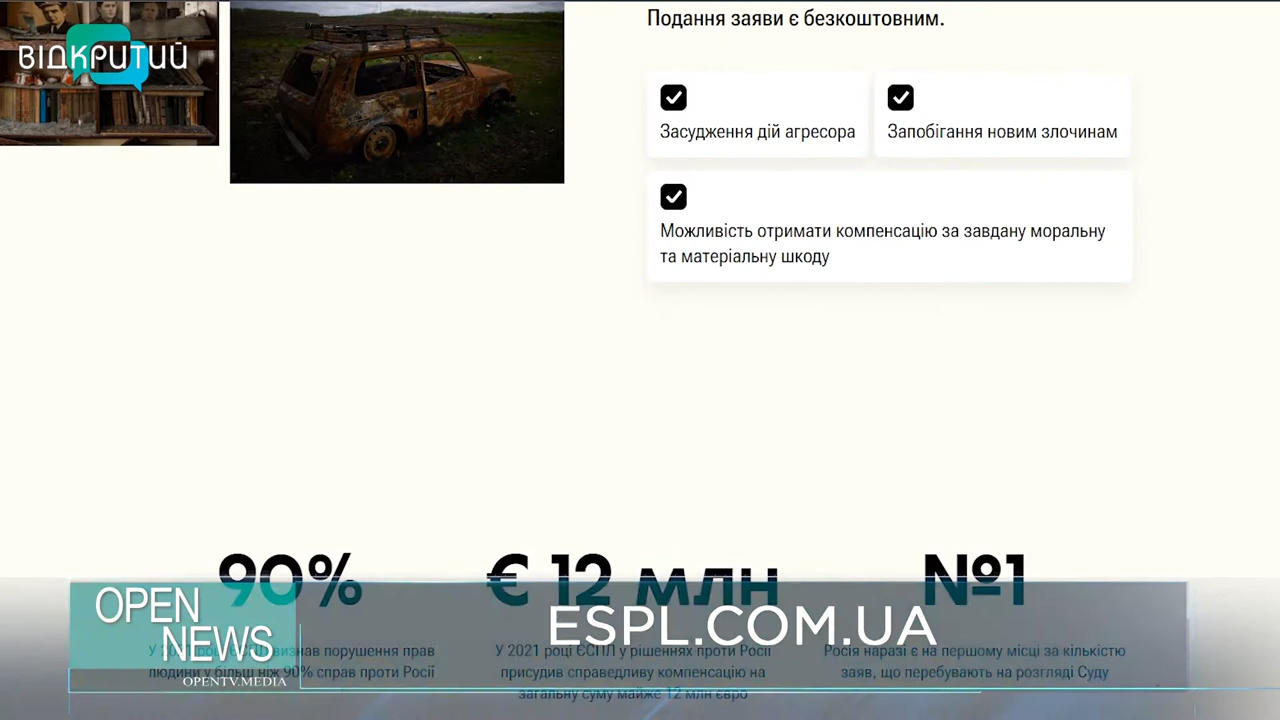 ВІДКРИТИЙ
Подання заяви є безкоштовним.
Засудження дій агресора
Запобігання новим злочинам
Можливість отримати компенсацію за завдану моральну
та матеріальну шкоду
90%
€ 12 млн
№1
У визнав порушення прав
людини у більш ніж 90% справ проти Росії
У 2021 році ЄСПЛ у рішеннях проти Росії
присудив справедливу компенсацію на
загальну суму майже 12 млн євро
Росія наразі є на першому місці за кількістю
заяв, що перебувають на розгляді Суду
OPEN
NEWS
OPENTV.MEDIA
ESPL.COM.UA